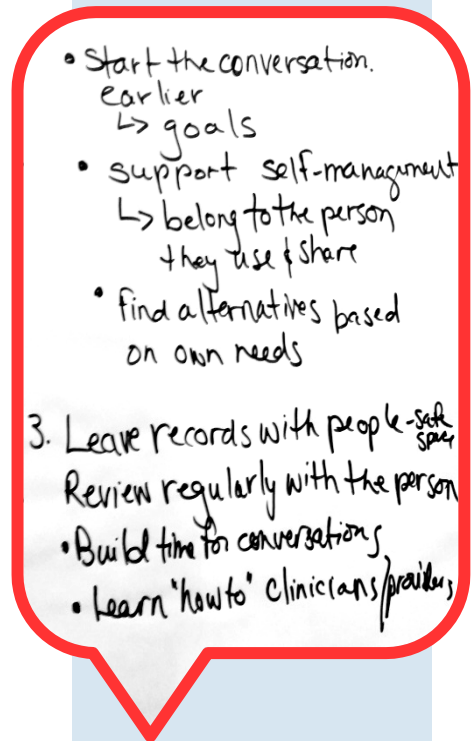 • Start the conversation.
earlier
↳ goals
• support self-management
↳ belong to the person
they use & share
• find alternatives based
on own needs
3. Leave records with people - safe
space
Review regularly with the person
• Build time for conversations
• Learn "how to" clinicians/providers